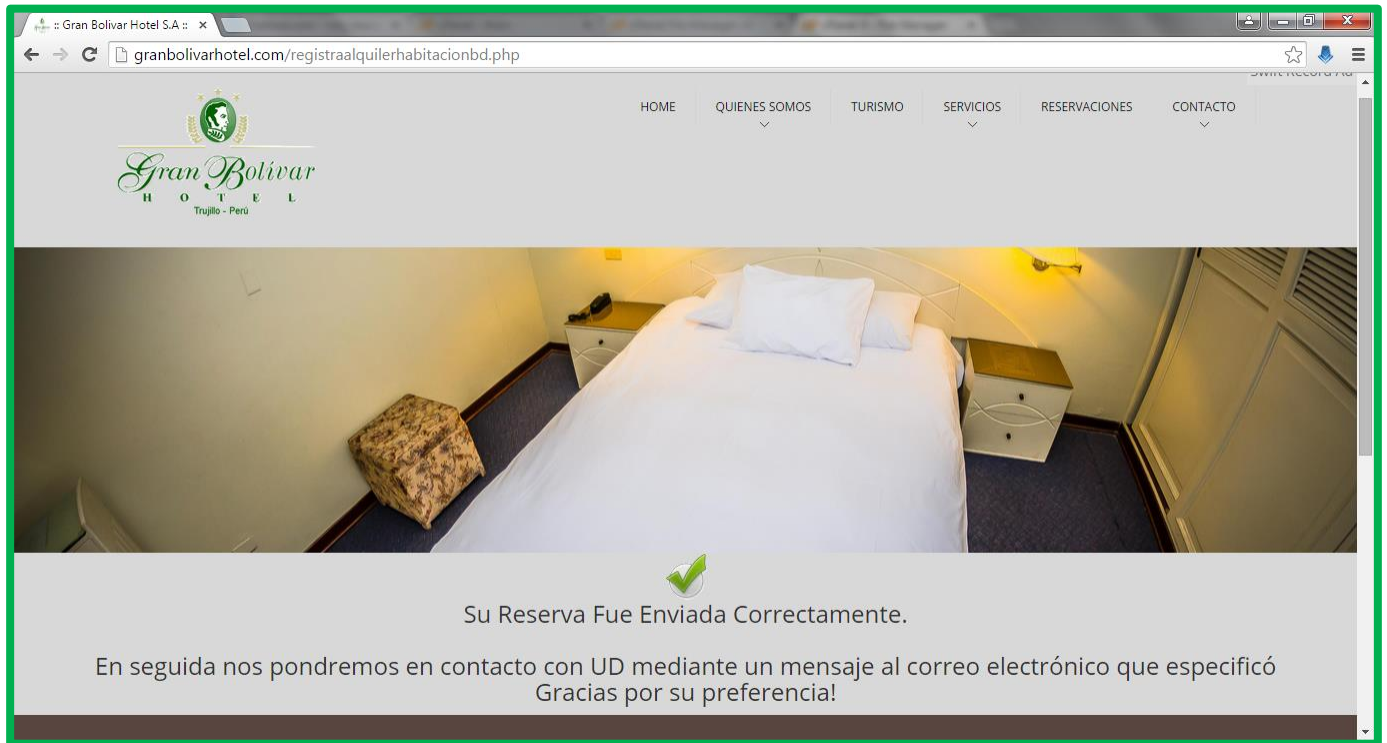 :: Gran Bolivar Hotel S.A ::
granbolivarhotel.com/registraalquilerhabitacionbd.php
HOME QUIENES SOMOS TURISMO SERVICIOS RESERVACIONES CONTACTO
Gran Bolívar
HOTEL
Trujillo - Perú
Su Reserva Fue Enviada Correctamente.
En seguida nos pondremos en contacto con UD mediante un mensaje al correo electrónico que especificó
Gracias por su preferencia!